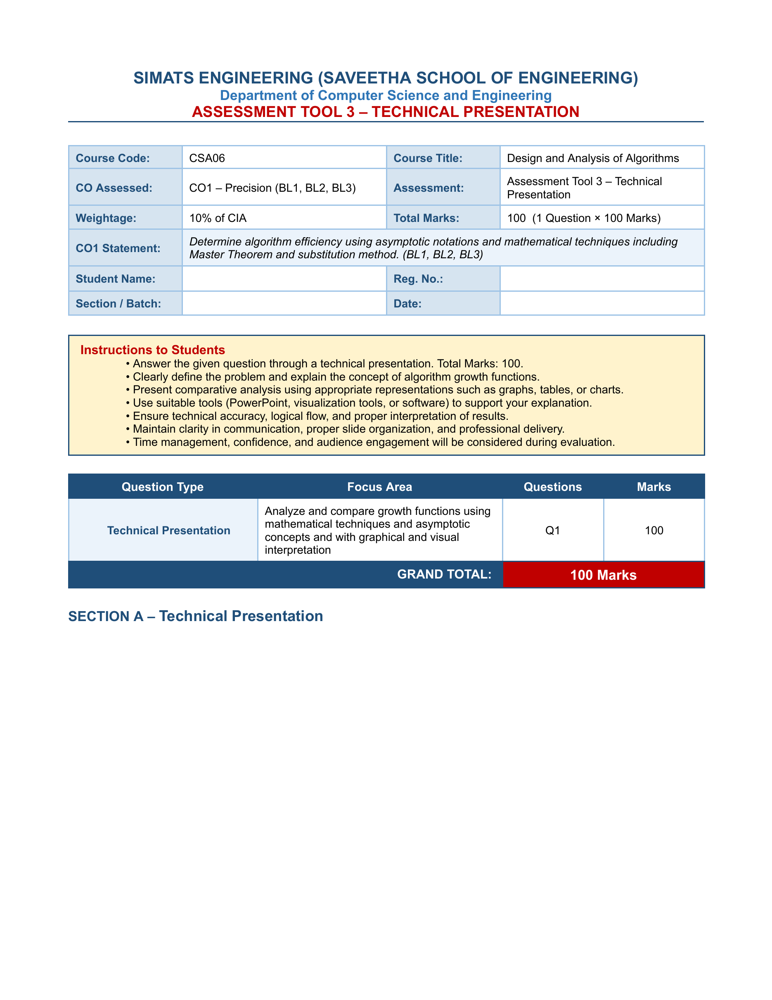 SIMATS ENGINEERING (SAVEETHA SCHOOL OF ENGINEERING)
Department of Computer Science and Engineering
ASSESSMENT TOOL 3 – TECHNICAL PRESENTATION
Course Code: CSA06 Course Title: Design and Analysis of Algorithms
CO Assessed: CO1 – Precision (BL1, BL2, BL3) Assessment: Assessment Tool 3 – Technical
Presentation
Weightage: 10% of CIA Total Marks: 100 (1 Question × 100 Marks)
CO1 Statement: Determine algorithm efficiency using asymptotic notations and mathematical techniques including
Master Theorem and substitution method. (BL1, BL2, BL3)
Student Name: Reg. No.:
Section / Batch: Date:
Instructions to Students
• Answer the given question through a technical presentation. Total Marks: 100.
• Clearly define the problem and explain the concept of algorithm growth functions.
• Present comparative analysis using appropriate representations such as graphs, tables, or charts.
• Use suitable tools (PowerPoint, visualization tools, or software) to support your explanation.
• Ensure technical accuracy, logical flow, and proper interpretation of results.
• Maintain clarity in communication, proper slide organization, and professional delivery.
• Time management, confidence, and audience engagement will be considered during evaluation.
Question Type Focus Area Questions Marks
Technical Presentation Analyze and compare growth functions using
mathematical techniques and asymptotic
concepts and with graphical and visual
interpretation Q1 100
GRAND TOTAL: 100 Marks
SECTION A – Technical Presentation